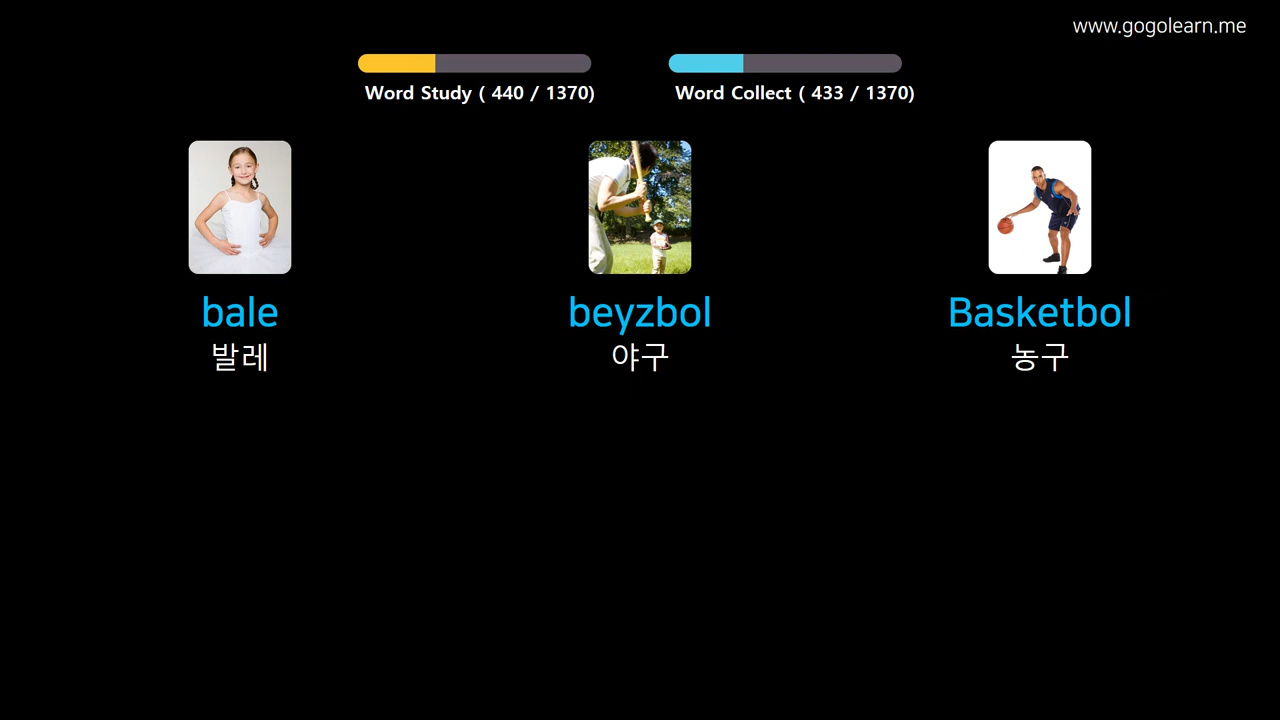 www.gogolearn.me
Word Study ( 440 / 1370)
Word Collect ( 433 / 1370)
bale
발레
beyzbol
야구
Basketbol
농구